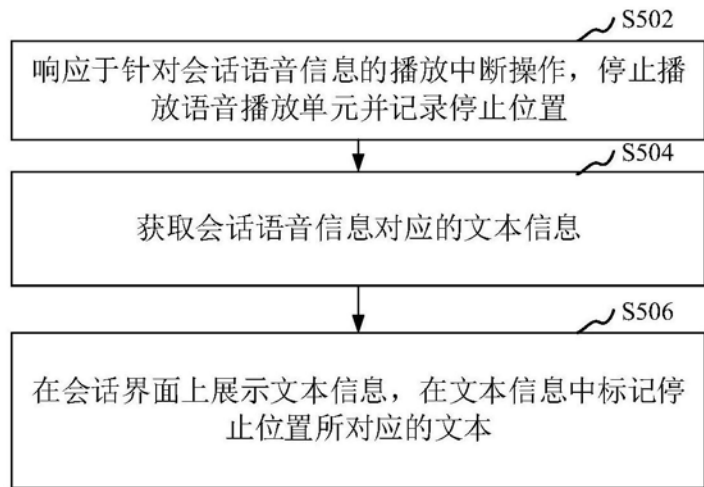 S502
响应于针对会话语音信息的播放中断操作，停止播
放语音播放单元并记录停止位置
S504
获取会话语音信息对应的文本信息
S506
在会话界面上展示文本信息，在文本信息中标记停
止位置所对应的文本